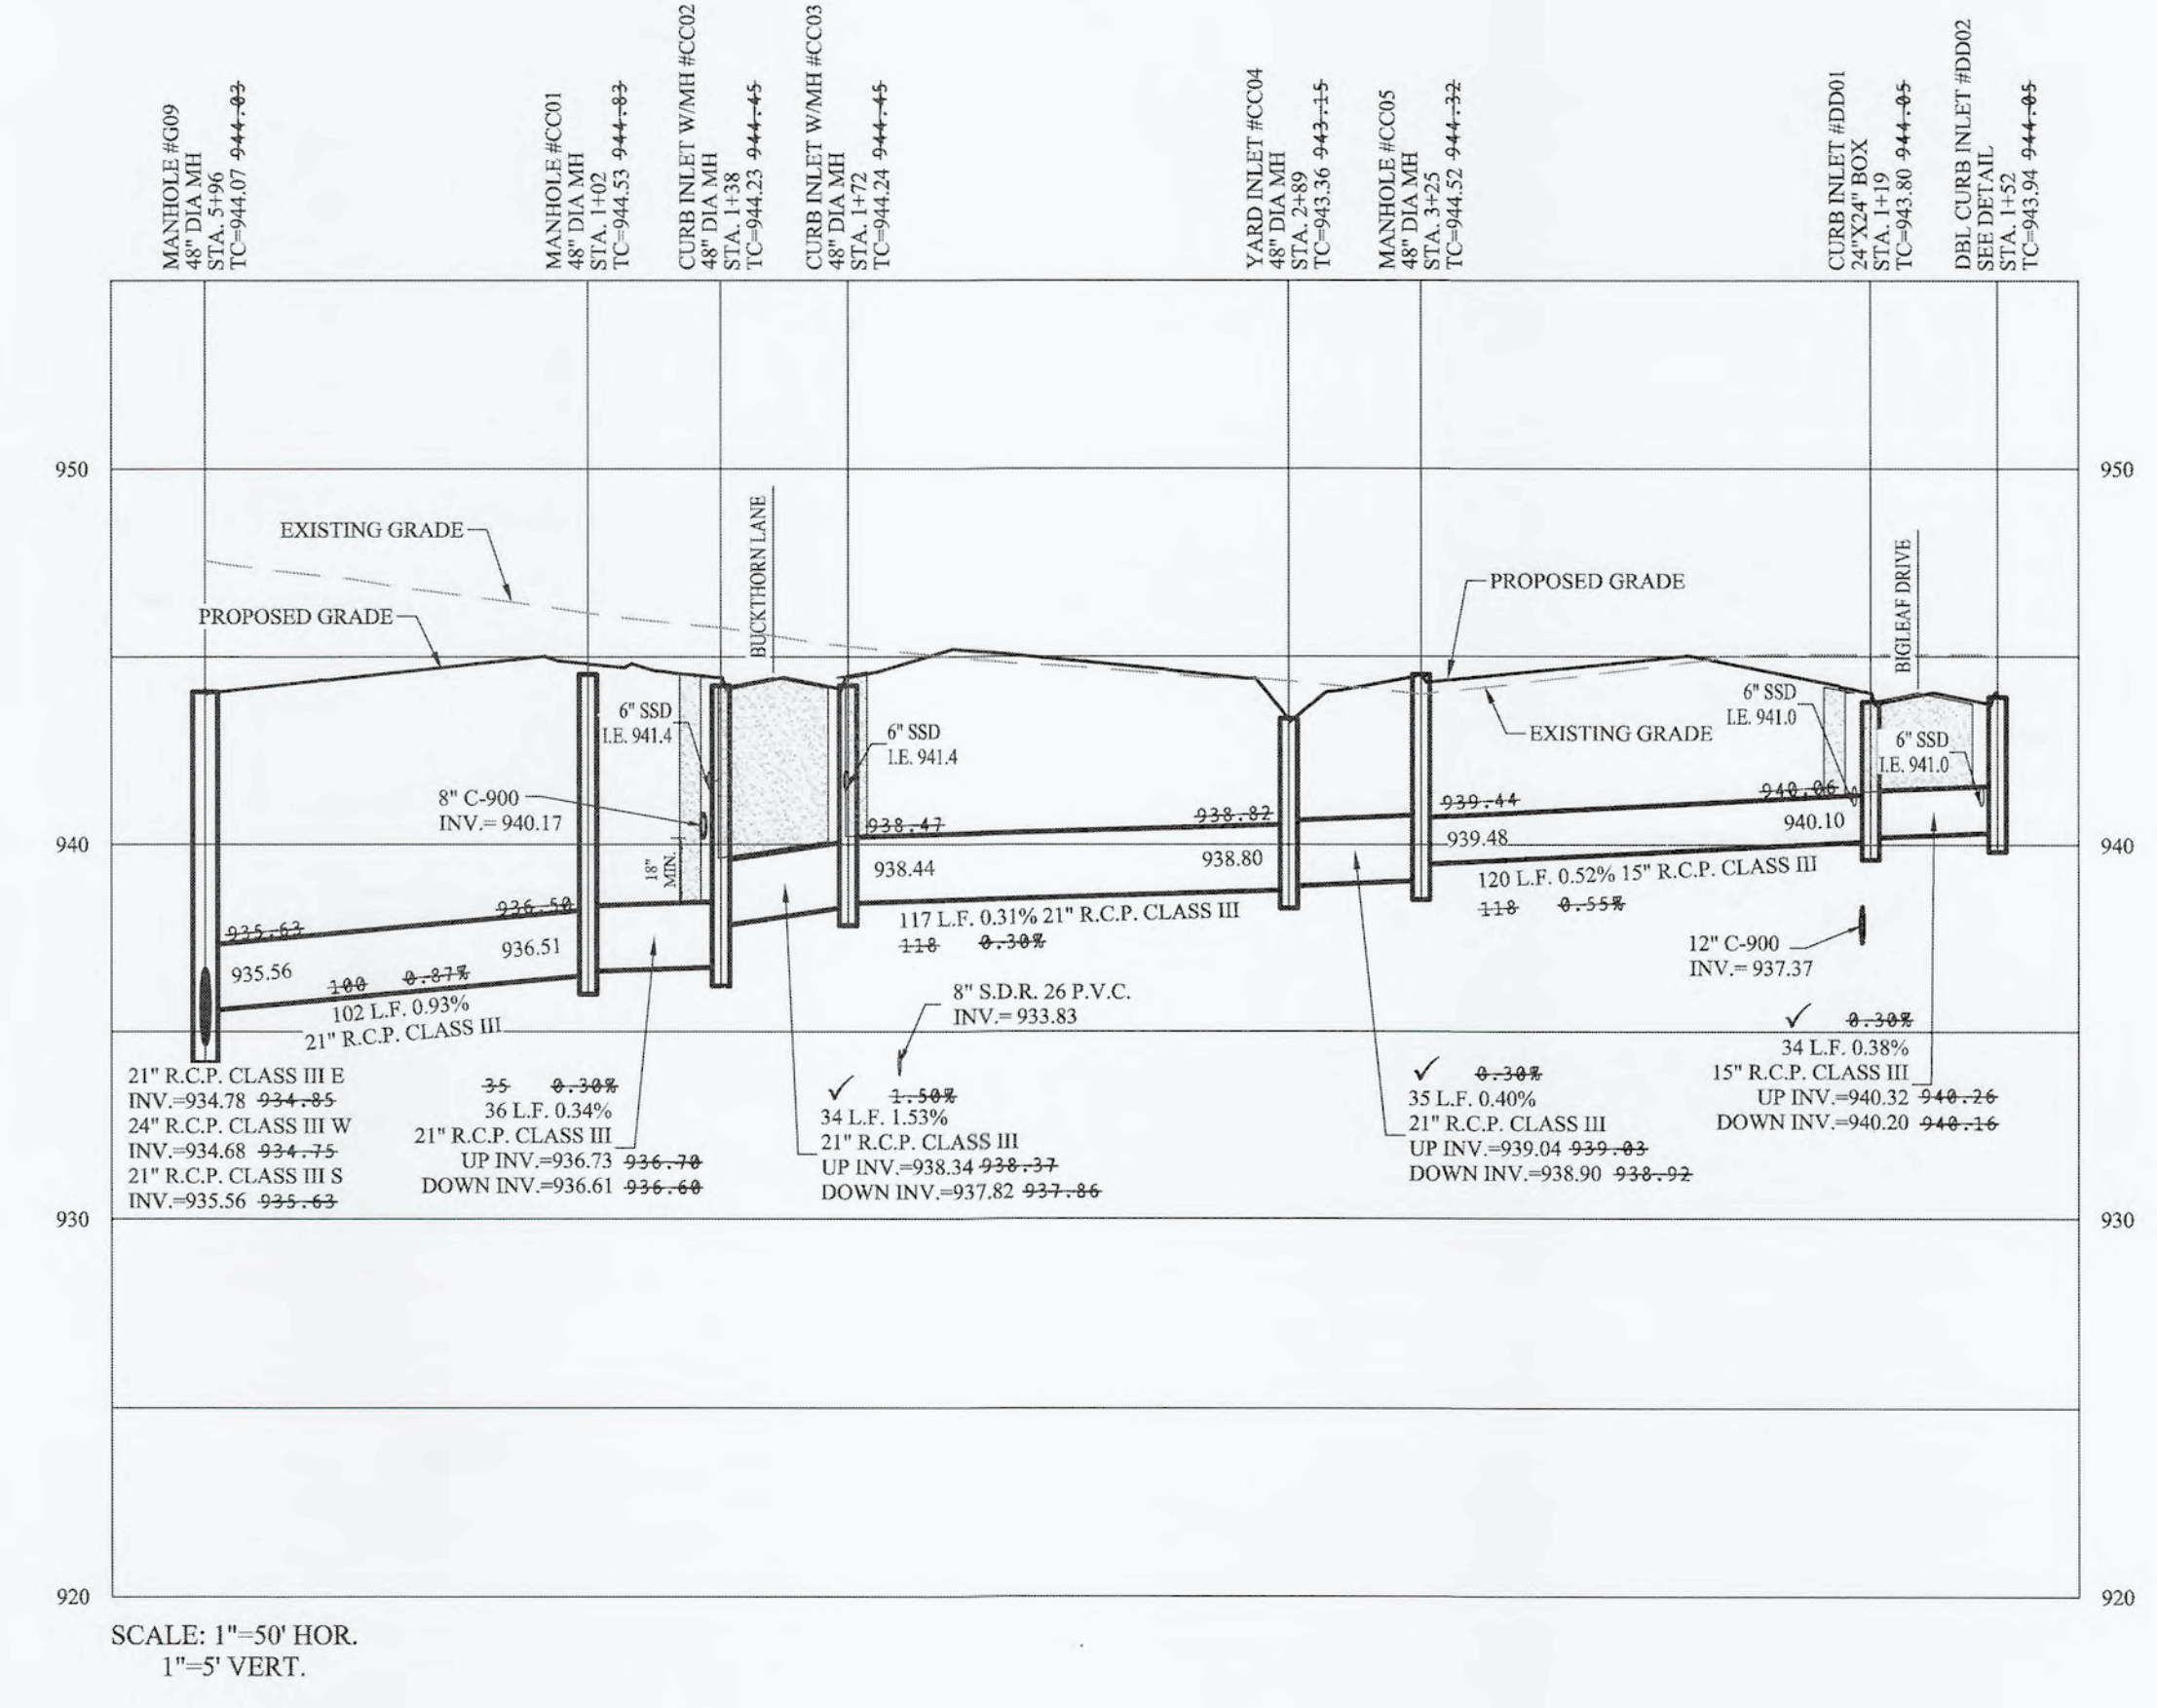 MANHOLE #G09
48" DIA MH
STA. 5+96
TC=944.07 944.03
MANHOLE #CC01
48" DIA MH
STA. 1+02
TC=944.53 944.83
CURB INLET W/MH #CC02
48" DIA MH
STA. 1+38
TC=944.23 944.45
CURB INLET W/MH #CC03
48" DIA MH
STA. 1+72
TC=944.24 944.45
YARD INLET #CC04
48" DIA MH
STA. 2+89
TC=943.36 943.15
MANHOLE #CC05
48" DIA MH
STA. 3+25
TC=944.52 944.32
CURB INLET #DD01
24"X24" BOX
STA. 1+19
TC=943.80 944.05
DBL CURB INLET #DD02
SEE DETAIL
STA. 1+52
TC=943.94 944.05
950
950
EXISTING GRADE
PROPOSED GRADE
BUCKTHORN LANE
PROPOSED GRADE
EXISTING GRADE
BIGLEAF DRIVE
6" SSD
I.E. 941.4
6" SSD
I.E. 941.4
6" SSD
I.E. 941.0
6" SSD
I.E. 941.0
8" C-900
INV.= 940.17
18"
MIN.
940
940
935.63
935.56
936.50
936.51
100 0.87%
102 L.F. 0.93%
21" R.C.P. CLASS III
938.47
938.44
938.82
938.80
117 L.F. 0.31% 21" R.C.P. CLASS III
118 0.30%
939.44
939.48
940.06
940.10
120 L.F. 0.52% 15" R.C.P. CLASS III
118 0.55%
12" C-900
INV.= 937.37
8" S.D.R. 26 P.V.C.
INV.= 933.83
21" R.C.P. CLASS III E
INV.=934.78 934.85
24" R.C.P. CLASS III W
INV.=934.68 934.75
21" R.C.P. CLASS III S
INV.=935.56 935.63
35 0.30%
36 L.F. 0.34%
21" R.C.P. CLASS III
UP INV.=936.73 936.70
DOWN INV.=936.61 936.60
✓ 1.50%
34 L.F. 1.53%
21" R.C.P. CLASS III
UP INV.=938.34 938.37
DOWN INV.=937.82 937.86
✓ 0.30%
35 L.F. 0.40%
21" R.C.P. CLASS III
UP INV.=939.04 939.03
DOWN INV.=938.90 938.92
✓ 0.30%
34 L.F. 0.38%
15" R.C.P. CLASS III
UP INV.=940.32 940.26
DOWN INV.=940.20 940.16
930
930
920
920
SCALE: 1"=50' HOR.
1"=5' VERT.